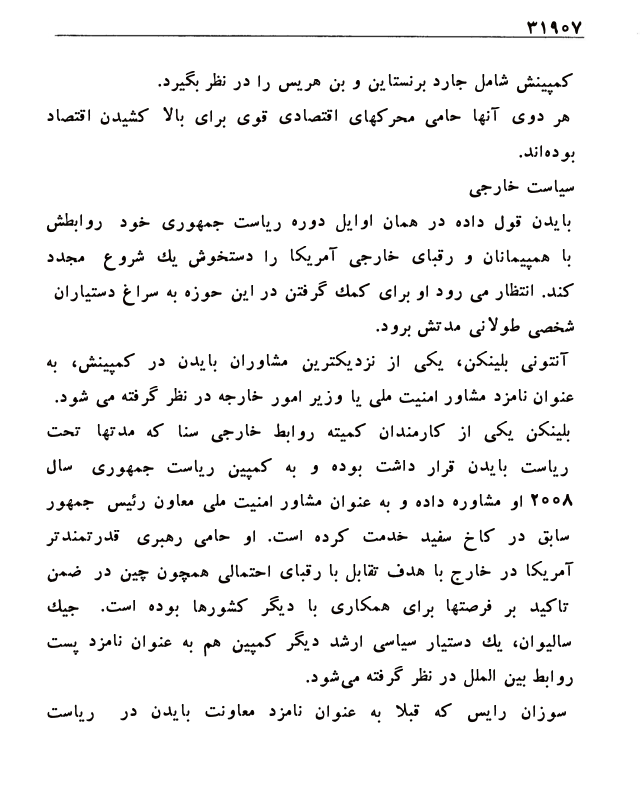 ۳۱۹۰۷
کمپینش شامل جارد برنستاین و بن هریس را در نظر بگیرد.
هر دوی آنها حامی محرکهای اقتصادی قوی برای بالا کشیدن اقتصاد
بوده‌اند.
سیاست خارجی
بایدن قول داده در همان اوایل دوره ریاست جمهوری خود روابطش
با همپیمانان و رقبای خارجی آمریکا را دستخوش یك شروع مجدد
کند. انتظار می رود او برای کمك گرفتن در این حوزه به سراغ دستیاران
شخصی طولانی مدتش برود.
آنتونی بلینکن، یکی از نزدیکترین مشاوران بایدن در کمپینش، به
عنوان نامزد مشاور امنیت ملی یا وزیر امور خارجه در نظر گرفته می شود.
بلینکن یکی از کارمندان کمیته روابط خارجی سنا که مدتها تحت
ریاست بایدن قرار داشت بوده و به کمپین ریاست جمهوری سال
۲۰۰۸ او مشاوره داده و به عنوان مشاور امنیت ملی معاون رئیس جمهور
سابق در کاخ سفید خدمت کرده است. او حامی رهبری قدرتمندتر
آمریکا در خارج با هدف تقابل با رقبای احتمالی همچون چین در ضمن
تاکید بر فرصتها برای همکاری با دیگر کشورها بوده است. جیك
سالیوان، یك دستیار سیاسی ارشد دیگر کمپین هم به عنوان نامزد پست
روابط بین الملل در نظر گرفته می‌شود.
سوزان رایس که قبلا به عنوان نامزد معاونت بایدن در ریاست